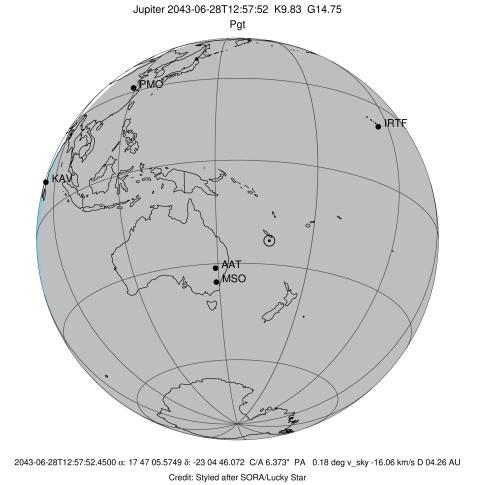 Jupiter 2043-06-28T12:57:52 K9.83 G14.75
Pgt
PMO
IRTF
KAV
AAT
MSO
2043-06-28T12:57:52.4500 α: 17 47 05.5749 δ: -23 04 46.072 C/A 6.373" PA 0.18 deg v_sky -16.06 km/s D 04.26 AU
Credit: Styled after SORA/Lucky Star